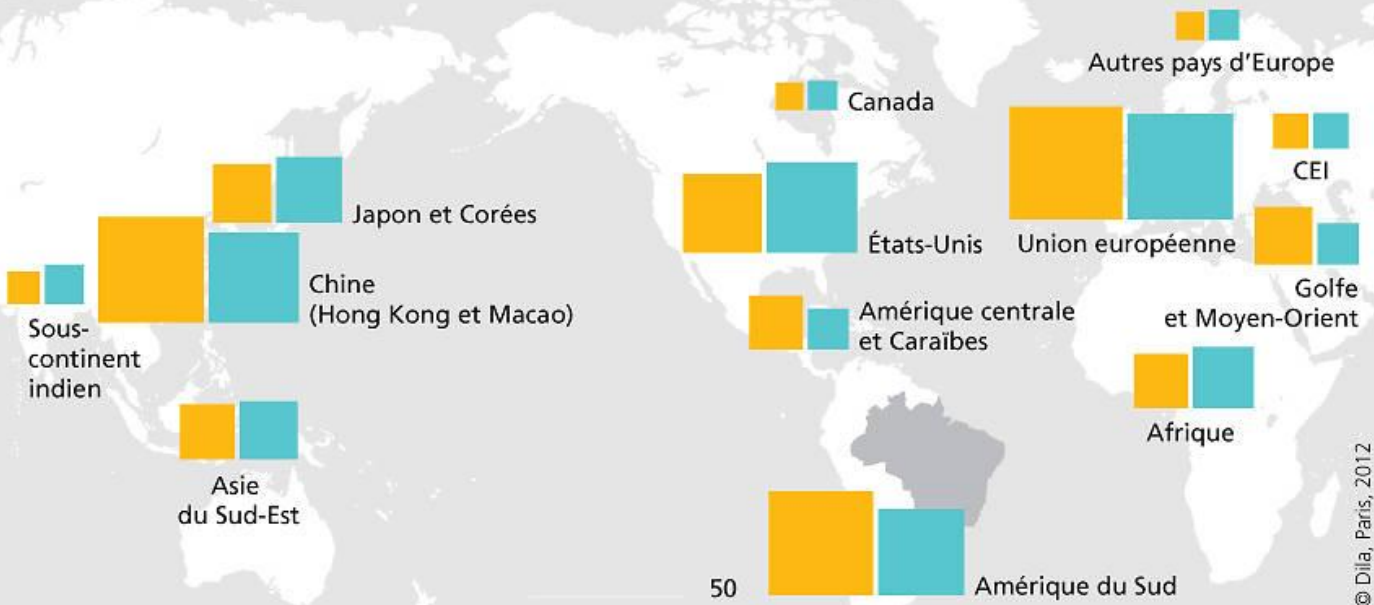 Autres pays d'Europe
Canada
CEI
Japon et Corées
États-Unis
Union européenne
Golfe
et Moyen-Orient
Chine
(Hong Kong et Macao)
Amérique centrale
et Caraïbes
Sous-
continent
indien
Afrique
Asie
du Sud-Est
50
Amérique du Sud
© Dila, Paris, 2012